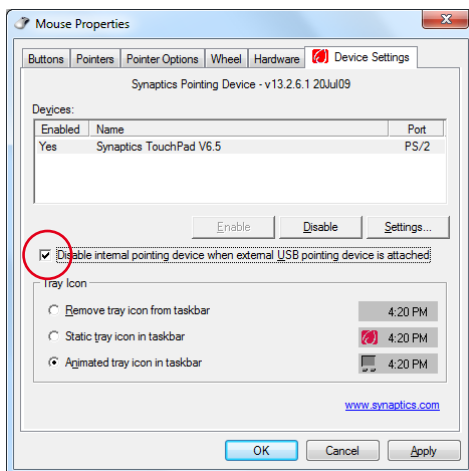 Mouse Properties
Buttons Pointers Pointer Options Wheel Hardware Device Settings
Synaptics Pointing Device - v13.2.6.1 20Jul09
Devices:
Enabled Name Port
Yes Synaptics TouchPad V6.5 PS/2
Enable Disable Settings...
Disable internal pointing device when external USB pointing device is attached
Tray Icon
Remove tray icon from taskbar 4:20 PM
Static tray icon in taskbar 4:20 PM
Animated tray icon in taskbar 4:20 PM
www.synaptics.com
OK Cancel Apply